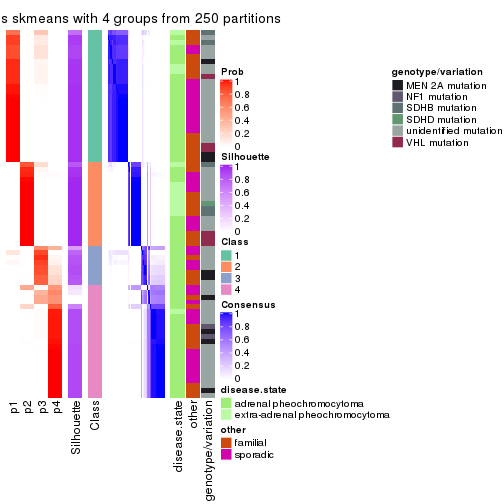 s skmeans with 4 groups from 250 partitions
Prob
1
0.8
0.6
0.4
0.2
0
Silhouette
1
0.8
0.6
0.4
0.2
0
Class
1
2
3
4
Consensus
1
0.8
0.6
0.4
0.2
0
disease.state
adrenal pheochromocytoma
extra-adrenal pheochromocytoma
other
familial
sporadic
genotype/variation
MEN 2A mutation
NF1 mutation
SDHB mutation
SDHD mutation
unidentified mutation
VHL mutation
p1
p2
p3
p4
Silhouette
Class
disease.state
other
genotype/variation